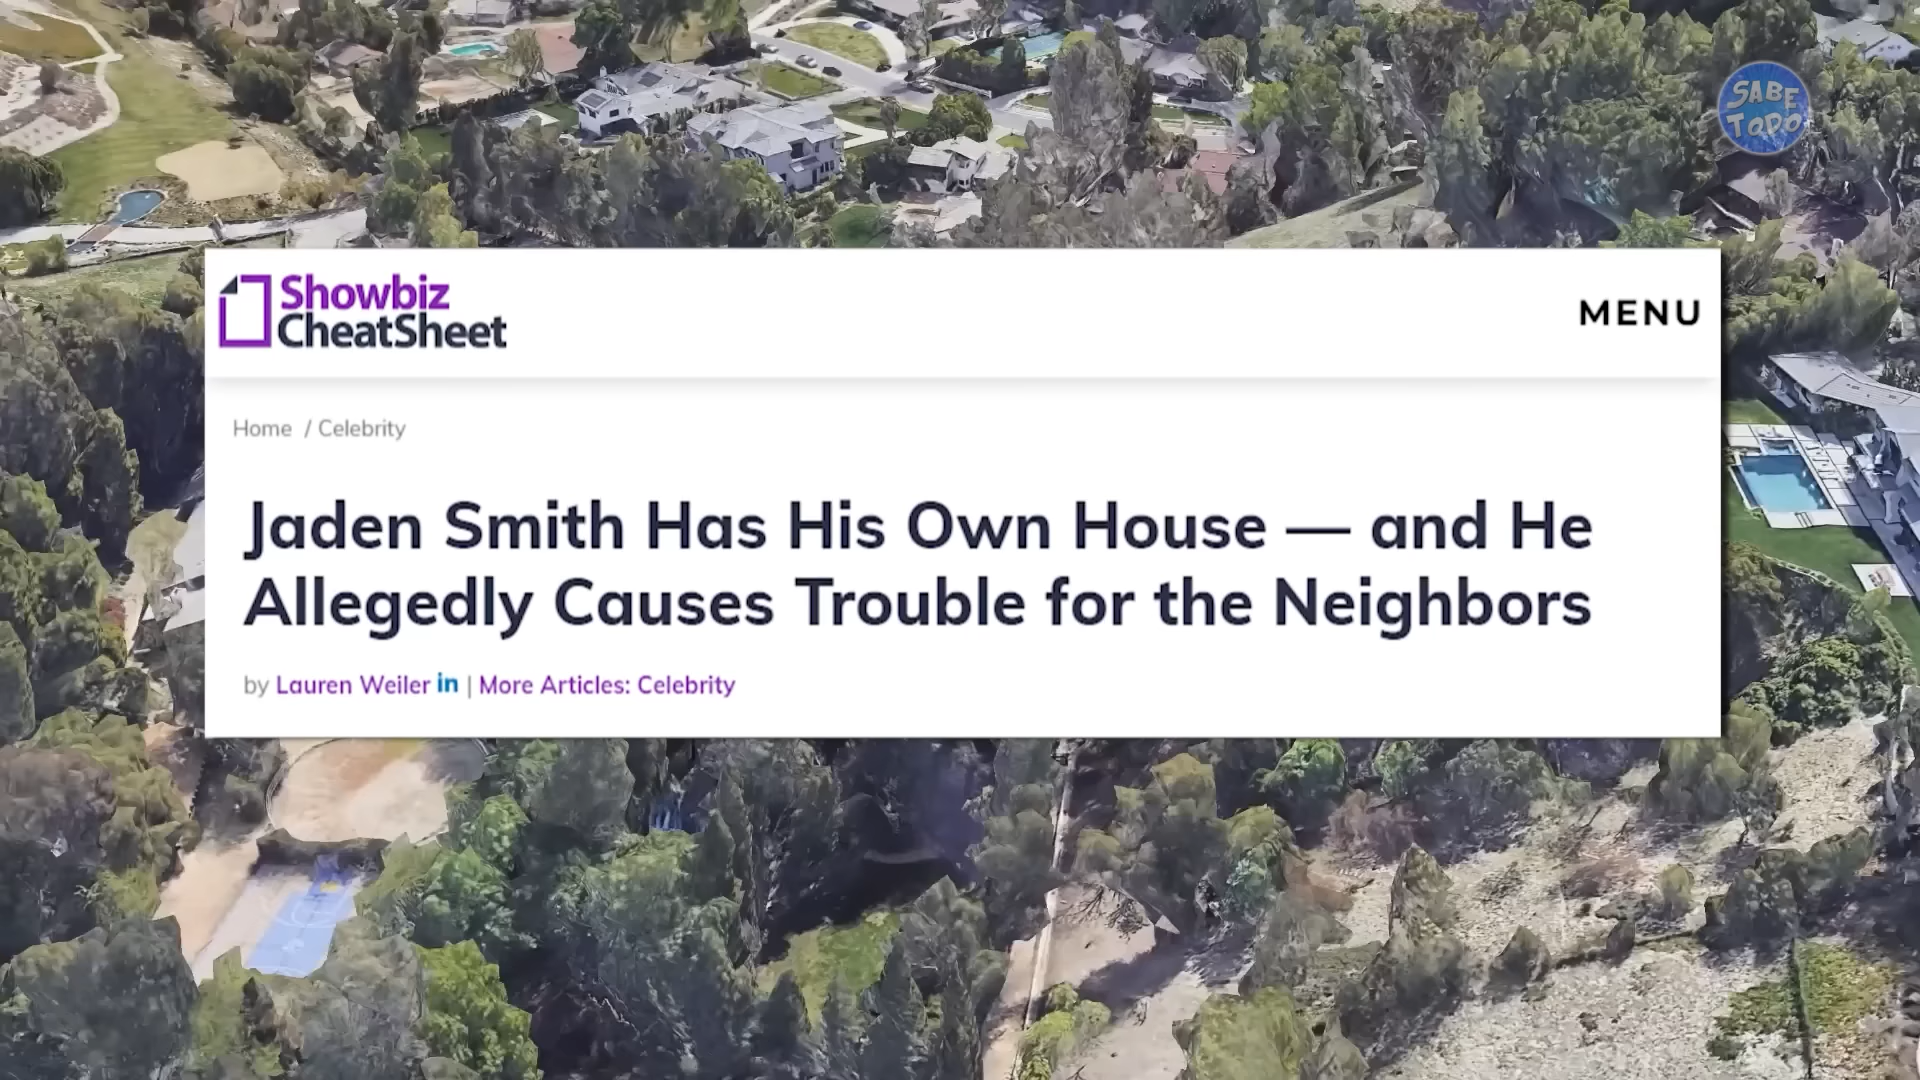 SABE
TODO
Showbiz
CheatSheet
MENU
Home / Celebrity
Jaden Smith Has His Own House — and He
Allegedly Causes Trouble for the Neighbors
by Lauren Weiler in | More Articles: Celebrity